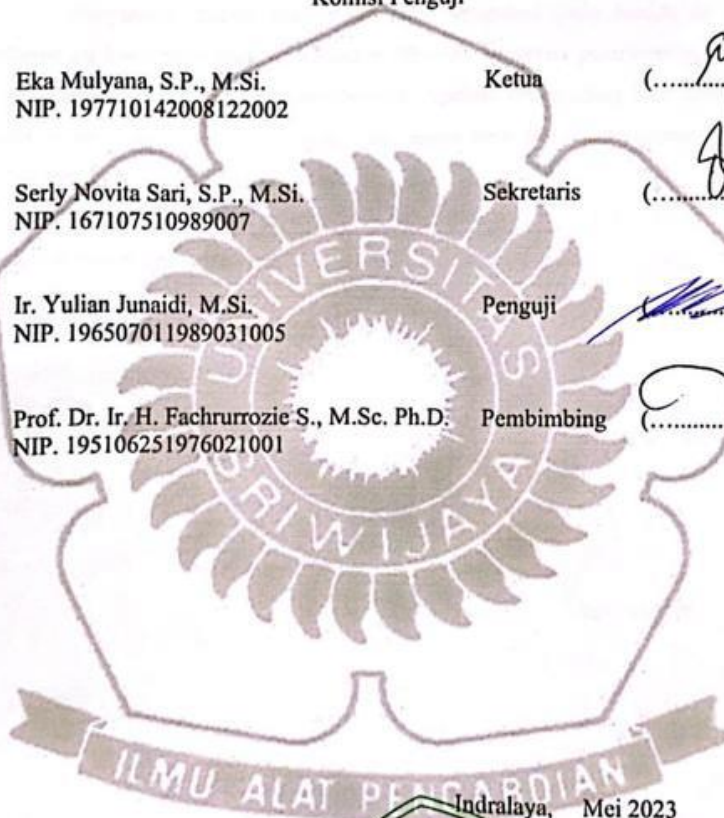 Komisi Penguji
Eka Mulyana, S.P., M.Si. Ketua (......
NIP. 197710142008122002
Serly Novita Sari, S.P., M.Si. Sekretaris (......
NIP. 167107510989007
Ir. Yulian Junaidi, M.Si. Penguji (......
NIP. 196507011989031005
Prof. Dr. Ir. H. Fachrurrozie S., M.Sc. Ph.D. Pembimbing (......
NIP. 195106251976021001
UNIVERSITAS
SRIWIJAYA
ILMU ALAT PENGABDIAN
Indralaya, Mei 2023